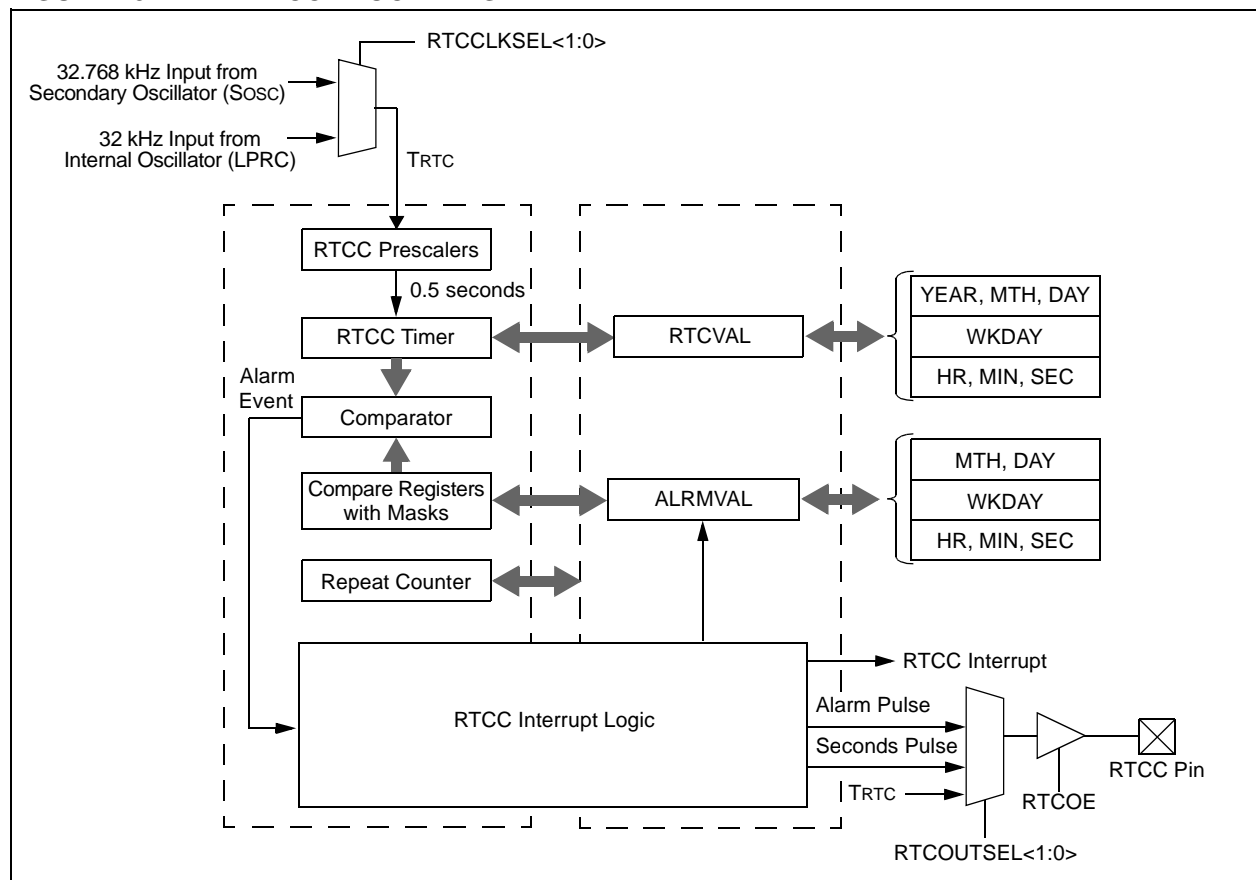 RTCCLKSEL<1:0>
32.768 kHz Input from
Secondary Oscillator (SOSC)
32 kHz Input from
Internal Oscillator (LPRC)
TRTC
RTCC Prescalers
0.5 seconds
YEAR, MTH, DAY
RTCC Timer
RTCVAL
WKDAY
HR, MIN, SEC
Alarm
Event
Comparator
MTH, DAY
Compare Registers
with Masks
ALRMVAL
WKDAY
HR, MIN, SEC
Repeat Counter
RTCC Interrupt
RTCC Interrupt Logic
Alarm Pulse
Seconds Pulse
TRTC
RTCC Pin
RTCOE
RTCOUTSEL<1:0>